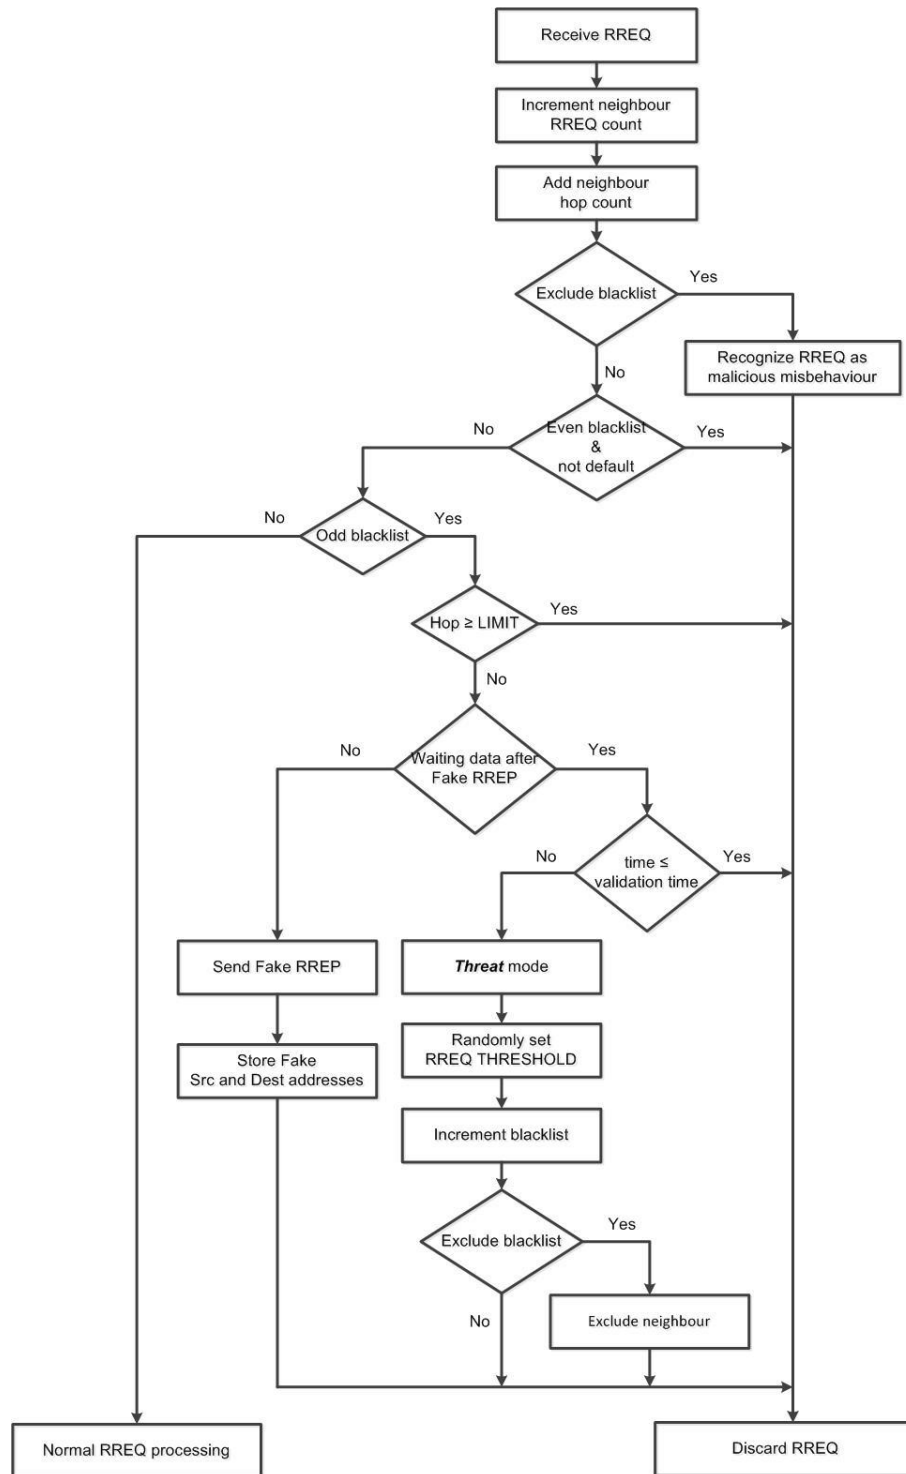 Receive RREQ
Increment neighbour
RREQ count
Add neighbour
hop count
Yes
Exclude blacklist
Recognize RREQ as
malicious misbehaviour
No
No
Even blacklist
&
not default
Yes
No
Yes
Odd blacklist
Hop ≥ LIMIT
Yes
No
No
Waiting data after
Fake RREP
Yes
No
time ≤
validation time
Yes
Send Fake RREP
Threat mode
Store Fake
Src and Dest addresses
Randomly set
RREQ THRESHOLD
Increment blacklist
Exclude blacklist
Yes
No
Exclude neighbour
Normal RREQ processing
Discard RREQ